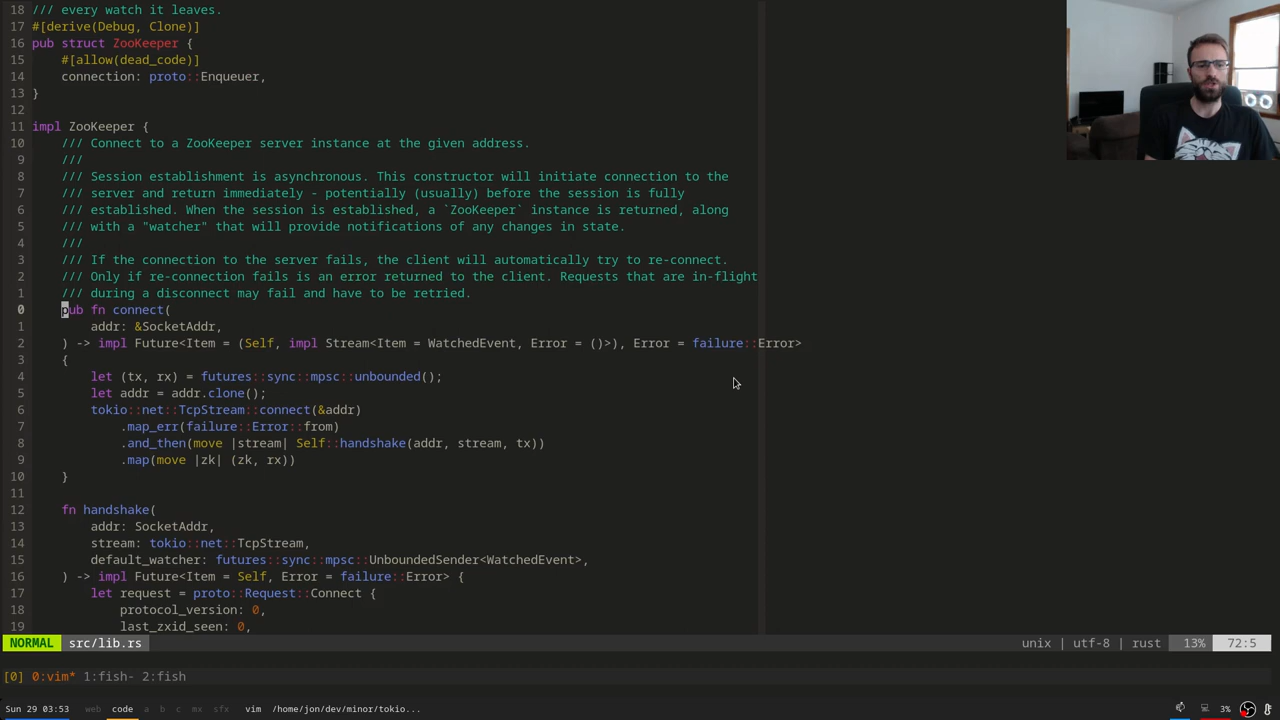 18 /// every watch it leaves.
17 #[derive(Debug, Clone)]
16 pub struct ZooKeeper {
15     #[allow(dead_code)]
14     connection: proto::Enqueuer,
13 }
12
11 impl ZooKeeper {
10     /// Connect to a ZooKeeper server instance at the given address.
9     ///
8     /// Session establishment is asynchronous. This constructor will initiate connection to the
7     /// server and return immediately - potentially (usually) before the session is fully
6     /// established. When the session is established, a `ZooKeeper` instance is returned, along
5     /// with a "watcher" that will provide notifications of any changes in state.
4     ///
3     /// If the connection to the server fails, the client will automatically try to re-connect.
2     /// Only if re-connection fails is an error returned to the client. Requests that are in-flight
1     /// during a disconnect may fail and have to be retried.
0     pub fn connect(
1         addr: &SocketAddr,
2     ) -> impl Future<Item = (Self, impl Stream<Item = WatchedEvent, Error = ()>), Error = failure::Error>
3     {
4         let (tx, rx) = futures::sync::mpsc::unbounded();
5         let addr = addr.clone();
6         tokio::net::TcpStream::connect(&addr)
7             .map_err(failure::Error::from)
8             .and_then(move |stream| Self::handshake(addr, stream, tx))
9             .map(move |zk| (zk, rx))
10     }
11
12     fn handshake(
13         addr: SocketAddr,
14         stream: tokio::net::TcpStream,
15         default_watcher: futures::sync::mpsc::UnboundedSender<WatchedEvent>,
16     ) -> impl Future<Item = Self, Error = failure::Error> {
17         let request = proto::Request::Connect {
18             protocol_version: 0,
19             last_zxid_seen: 0,
NORMAL src/lib.rs unix | utf-8 | rust 13% 72:5
[0] 0:vim* 1:fish- 2:fish
Sun 29 03:53 web code a b c mx sfx vim /home/jon/dev/minor/tokio... 3%